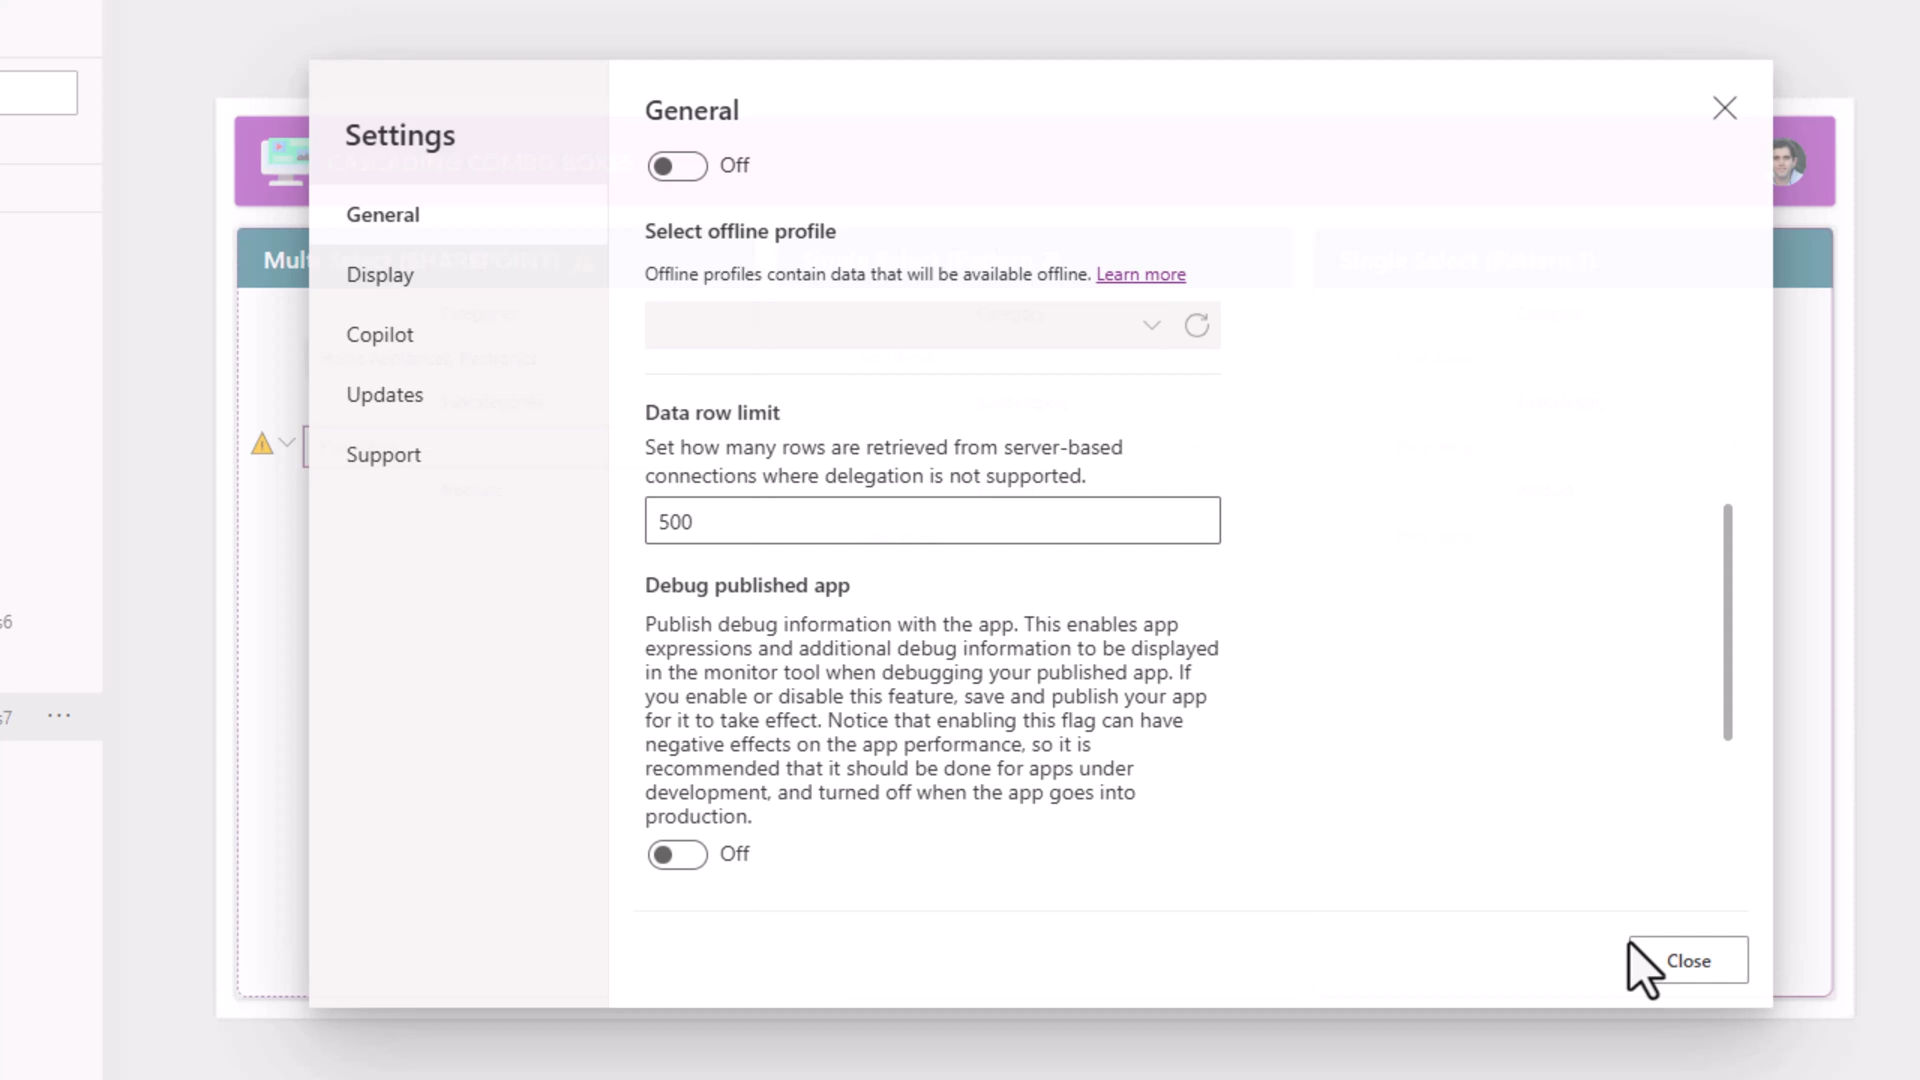 Settings
General
Display
Copilot
Updates
Support
General
Off
Select offline profile
Offline profiles contain data that will be available offline. Learn more
Data row limit
Set how many rows are retrieved from server-based
connections where delegation is not supported.
500
Debug published app
Publish debug information with the app. This enables app
expressions and additional debug information to be displayed
in the monitor tool when debugging your published app. If
you enable or disable this feature, save and publish your app
for it to take effect. Notice that enabling this flag can have
negative effects on the app performance, so it is
recommended that it should be done for apps under
development, and turned off when the app goes into
production.
Off
Close
s6
s7